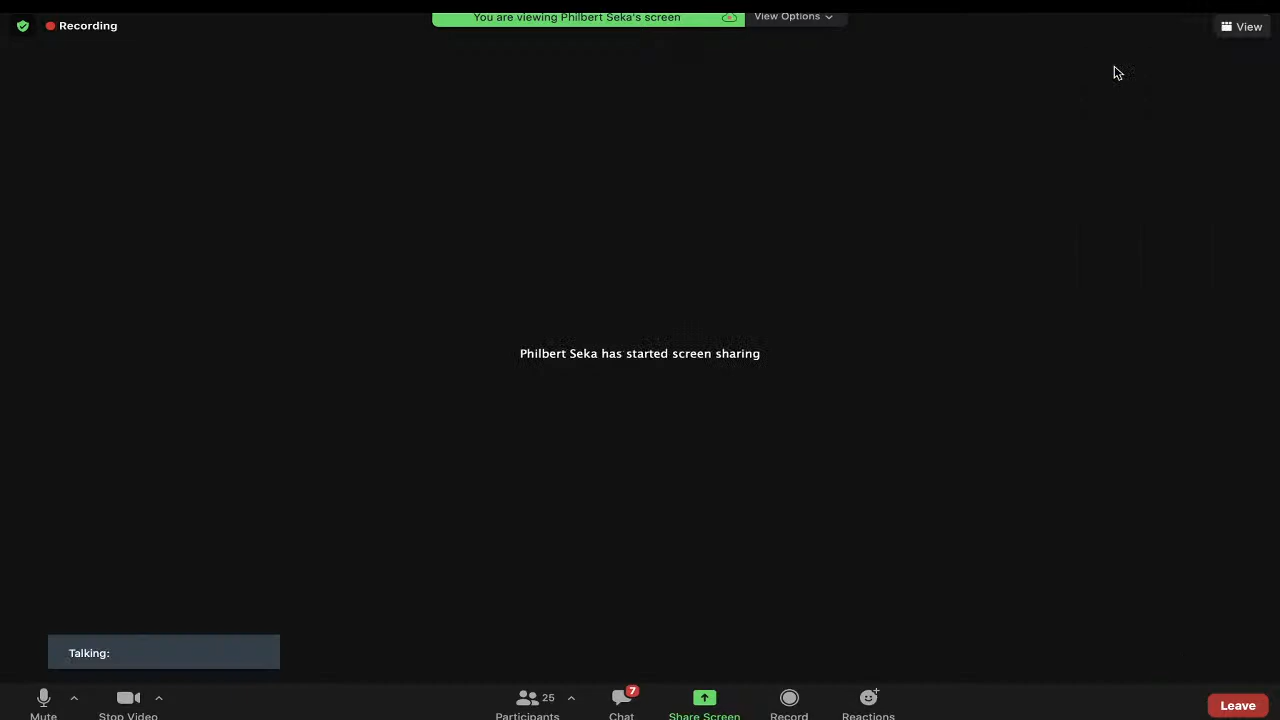 You are viewing Philbert Seka's screen
View Options
Recording
View
Philbert Seka has started screen sharing
Talking:
25
7
Mute
Stop Video
Participants
Chat
Share Screen
Record
Reactions
Leave